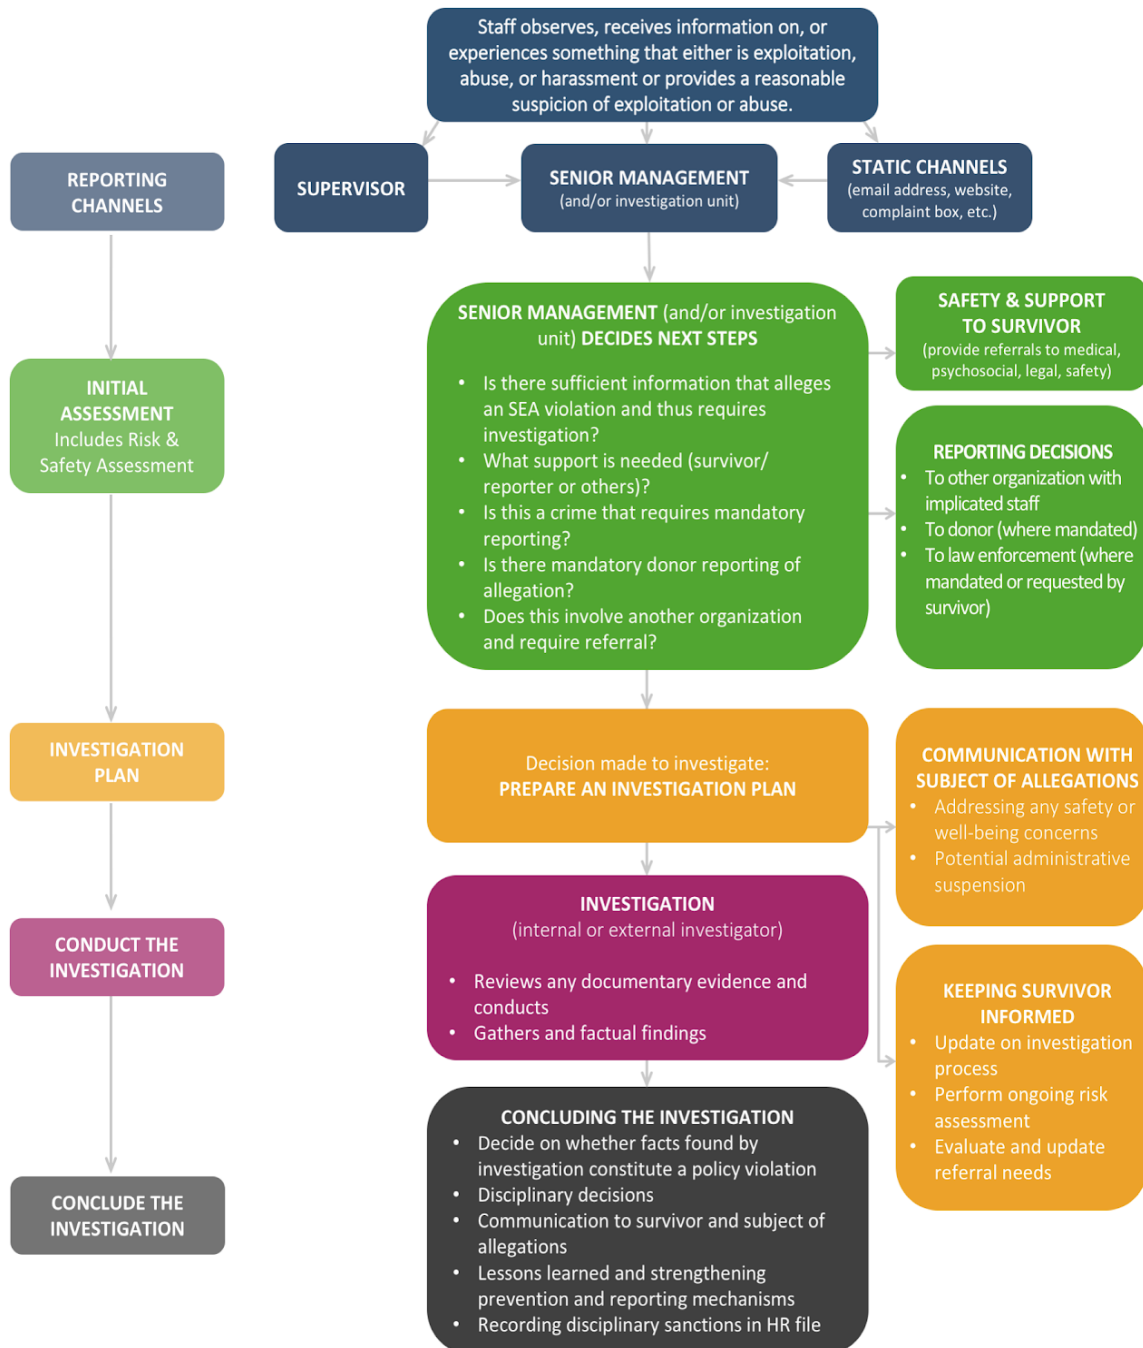 Staff observes, receives information on, or
experiences something that either is exploitation,
abuse, or harassment or provides a reasonable
suspicion of exploitation or abuse.
REPORTING
CHANNELS
SUPERVISOR
SENIOR MANAGEMENT
(and/or investigation unit)
STATIC CHANNELS
(email address, website,
complaint box, etc.)
INITIAL
ASSESSMENT
Includes Risk &
Safety Assessment
SENIOR MANAGEMENT (and/or investigation
unit) DECIDES NEXT STEPS
• Is there sufficient information that alleges
an SEA violation and thus requires
investigation?
• What support is needed (survivor/
reporter or others)?
• Is this a crime that requires mandatory
reporting?
• Is there mandatory donor reporting of
allegation?
• Does this involve another organization
and require referral?
SAFETY & SUPPORT
TO SURVIVOR
(provide referrals to medical,
psychosocial, legal, safety)
REPORTING DECISIONS
• To other organization with
implicated staff
• To donor (where mandated)
• To law enforcement (where
mandated or requested by
survivor)
INVESTIGATION
PLAN
Decision made to investigate:
PREPARE AN INVESTIGATION PLAN
COMMUNICATION WITH
SUBJECT OF ALLEGATIONS
• Addressing any safety or
well-being concerns
• Potential administrative
suspension
CONDUCT THE
INVESTIGATION
INVESTIGATION
(internal or external investigator)
• Reviews any documentary evidence and
conducts
• Gathers and factual findings
KEEPING SURVIVOR
INFORMED
• Update on investigation
process
• Perform ongoing risk
assessment
• Evaluate and update
referral needs
CONCLUDE THE
INVESTIGATION
CONCLUDING THE INVESTIGATION
• Decide on whether facts found by
investigation constitute a policy violation
• Disciplinary decisions
• Communication to survivor and subject of
allegations
• Lessons learned and strengthening
prevention and reporting mechanisms
• Recording disciplinary sanctions in HR file